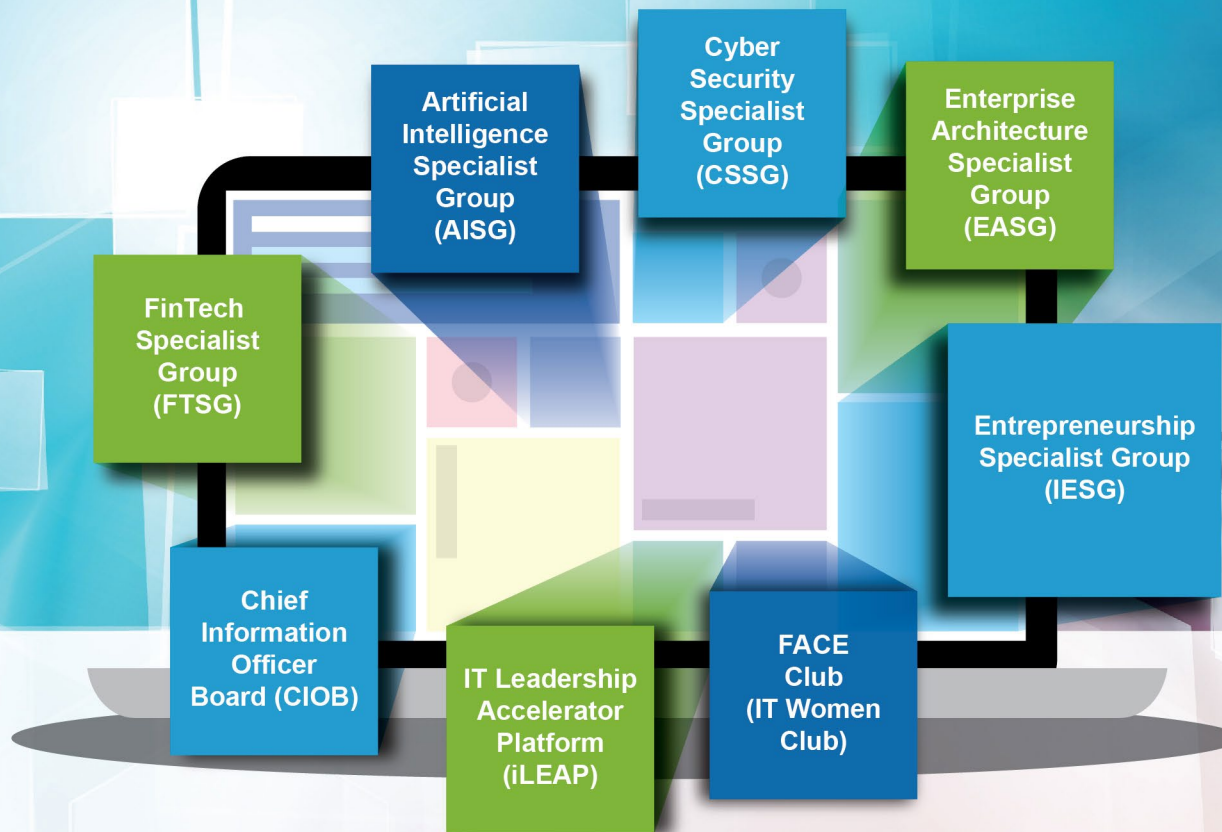 Cyber
Security
Specialist
Group
(CSSG)
Artificial
Intelligence
Specialist
Group
(AISG)
Enterprise
Architecture
Specialist
Group
(EASG)
FinTech
Specialist
Group
(FTSG)
Entrepreneurship
Specialist Group
(IESG)
Chief
Information
Officer
Board (CIOB)
IT Leadership
Accelerator
Platform
(iLEAP)
FACE
Club
(IT Women
Club)